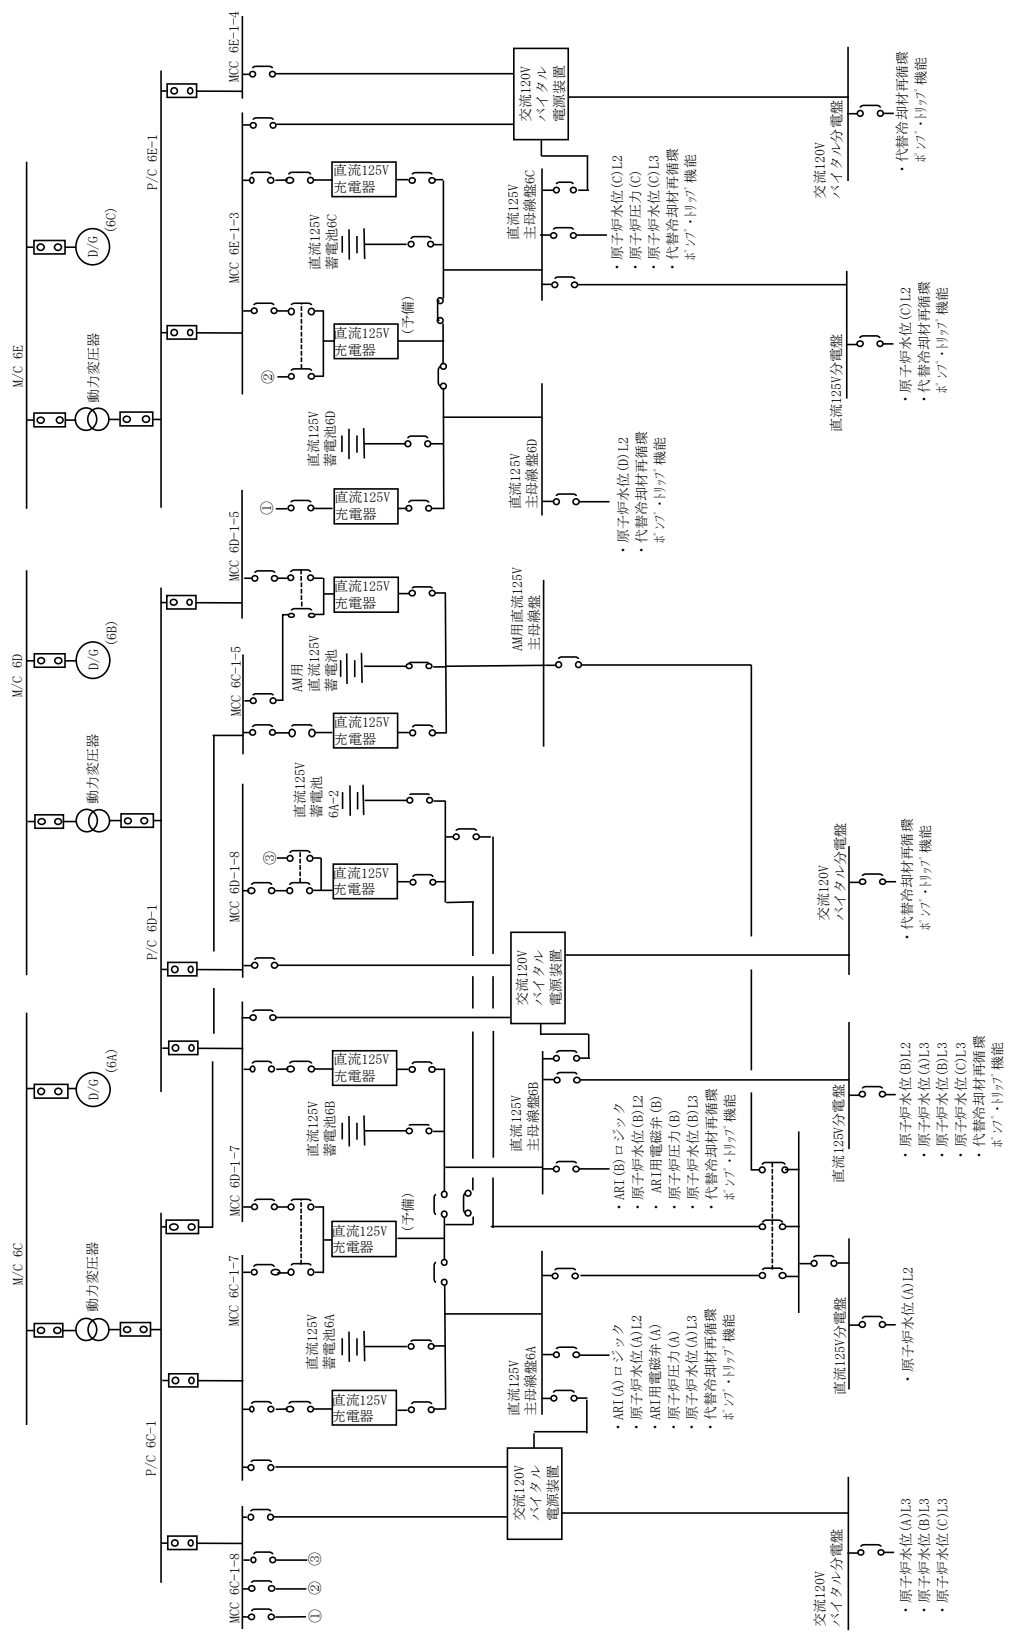 M/C 6C
D/G
(6A)
動力変圧器
P/C 6C-1
M/C 6D
D/G
(6B)
動力変圧器
P/C 6D-1
M/C 6E
D/G
(6C)
動力変圧器
P/C 6E-1
MCC 6C-1-8
①
②
③
MCC 6C-1-7
MCC 6D-1-7
MCC 6D-1-8
③
MCC 6C-1-5
MCC 6D-1-5
①
②
MCC 6E-1-3
MCC 6E-1-4
直流125V
充電器
直流125V
蓄電池6A
直流125V
充電器
(予備)
直流125V
蓄電池6B
直流125V
充電器
直流125V
充電器
直流125V
蓄電池
6A-2
直流125V
充電器
AM用
直流125V
蓄電池
直流125V
充電器
直流125V
充電器
直流125V
蓄電池6D
直流125V
充電器
(予備)
直流125V
蓄電池6C
直流125V
充電器
交流120V
バイタル
電源装置
直流125V
主母線盤6A
直流125V
主母線盤6B
交流120V
バイタル
電源装置
AM用直流125V
主母線盤
直流125V
主母線盤6D
直流125V
主母線盤6C
交流120V
バイタル
電源装置
・ARI(A)ロジック
・原子炉水位(A)L2
・ARI用電磁弁(A)
・原子炉圧力(A)
・原子炉水位(A)L3
・代替冷却材再循環
ﾎﾟﾝﾌﾟ・ﾄﾘｯﾌﾟ機能
・ARI(B)ロジック
・原子炉水位(B)L2
・ARI用電磁弁(B)
・原子炉圧力(B)
・原子炉水位(B)L3
・代替冷却材再循環
ﾎﾟﾝﾌﾟ・ﾄﾘｯﾌﾟ機能
・原子炉水位(D)L2
・代替冷却材再循環
ﾎﾟﾝﾌﾟ・ﾄﾘｯﾌﾟ機能
・原子炉水位(C)L2
・原子炉圧力(C)
・原子炉水位(C)L3
・代替冷却材再循環
ﾎﾟﾝﾌﾟ・ﾄﾘｯﾌﾟ機能
交流120V
バイタル分電盤
・原子炉水位(A)L3
・原子炉水位(B)L3
・原子炉水位(C)L3
直流125V分電盤
・原子炉水位(A)L2
直流125V分電盤
・原子炉水位(B)L2
・原子炉水位(A)L3
・原子炉水位(B)L3
・原子炉水位(C)L3
・代替冷却材再循環
ﾎﾟﾝﾌﾟ・ﾄﾘｯﾌﾟ機能
交流120V
バイタル分電盤
・代替冷却材再循環
ﾎﾟﾝﾌﾟ・ﾄﾘｯﾌﾟ機能
直流125V分電盤
・原子炉水位(C)L2
・代替冷却材再循環
ﾎﾟﾝﾌﾟ・ﾄﾘｯﾌﾟ機能
交流120V
バイタル分電盤
・代替冷却材再循環
ﾎﾟﾝﾌﾟ・ﾄﾘｯﾌﾟ機能